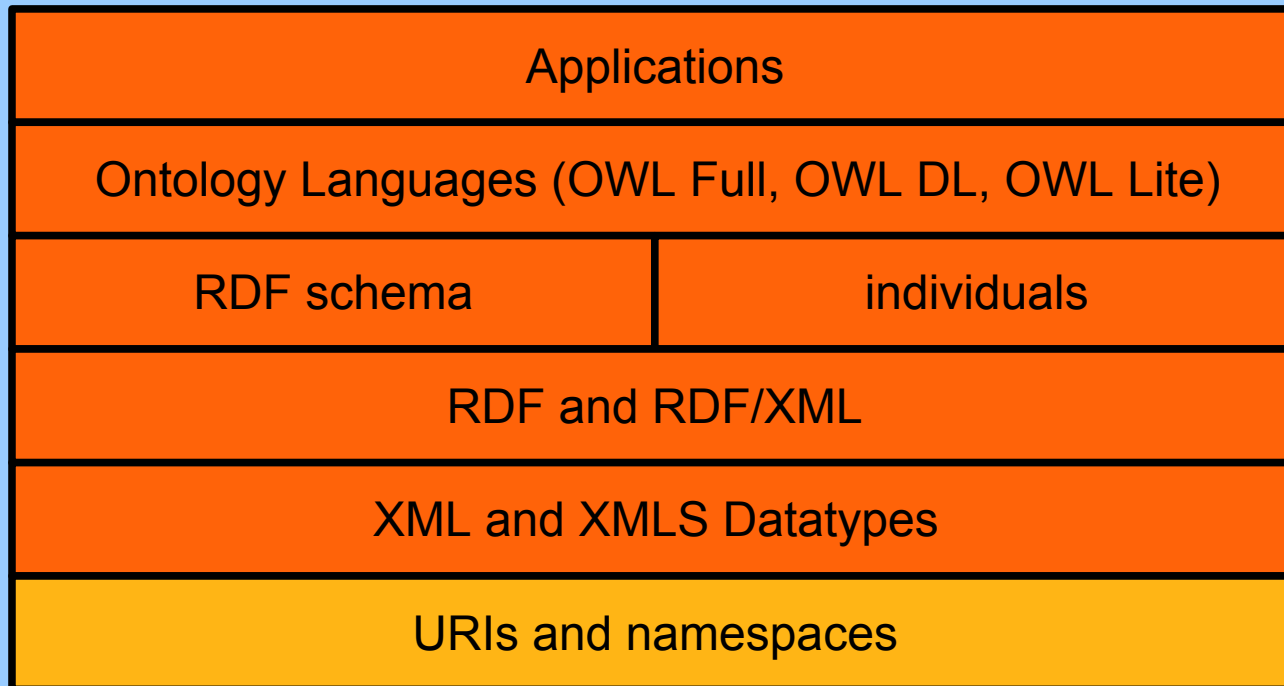 Applications
Ontology Languages (OWL Full, OWL DL, OWL Lite)
RDF schema
individuals
RDF and RDF/XML
XML and XMLS Datatypes
URIs and namespaces